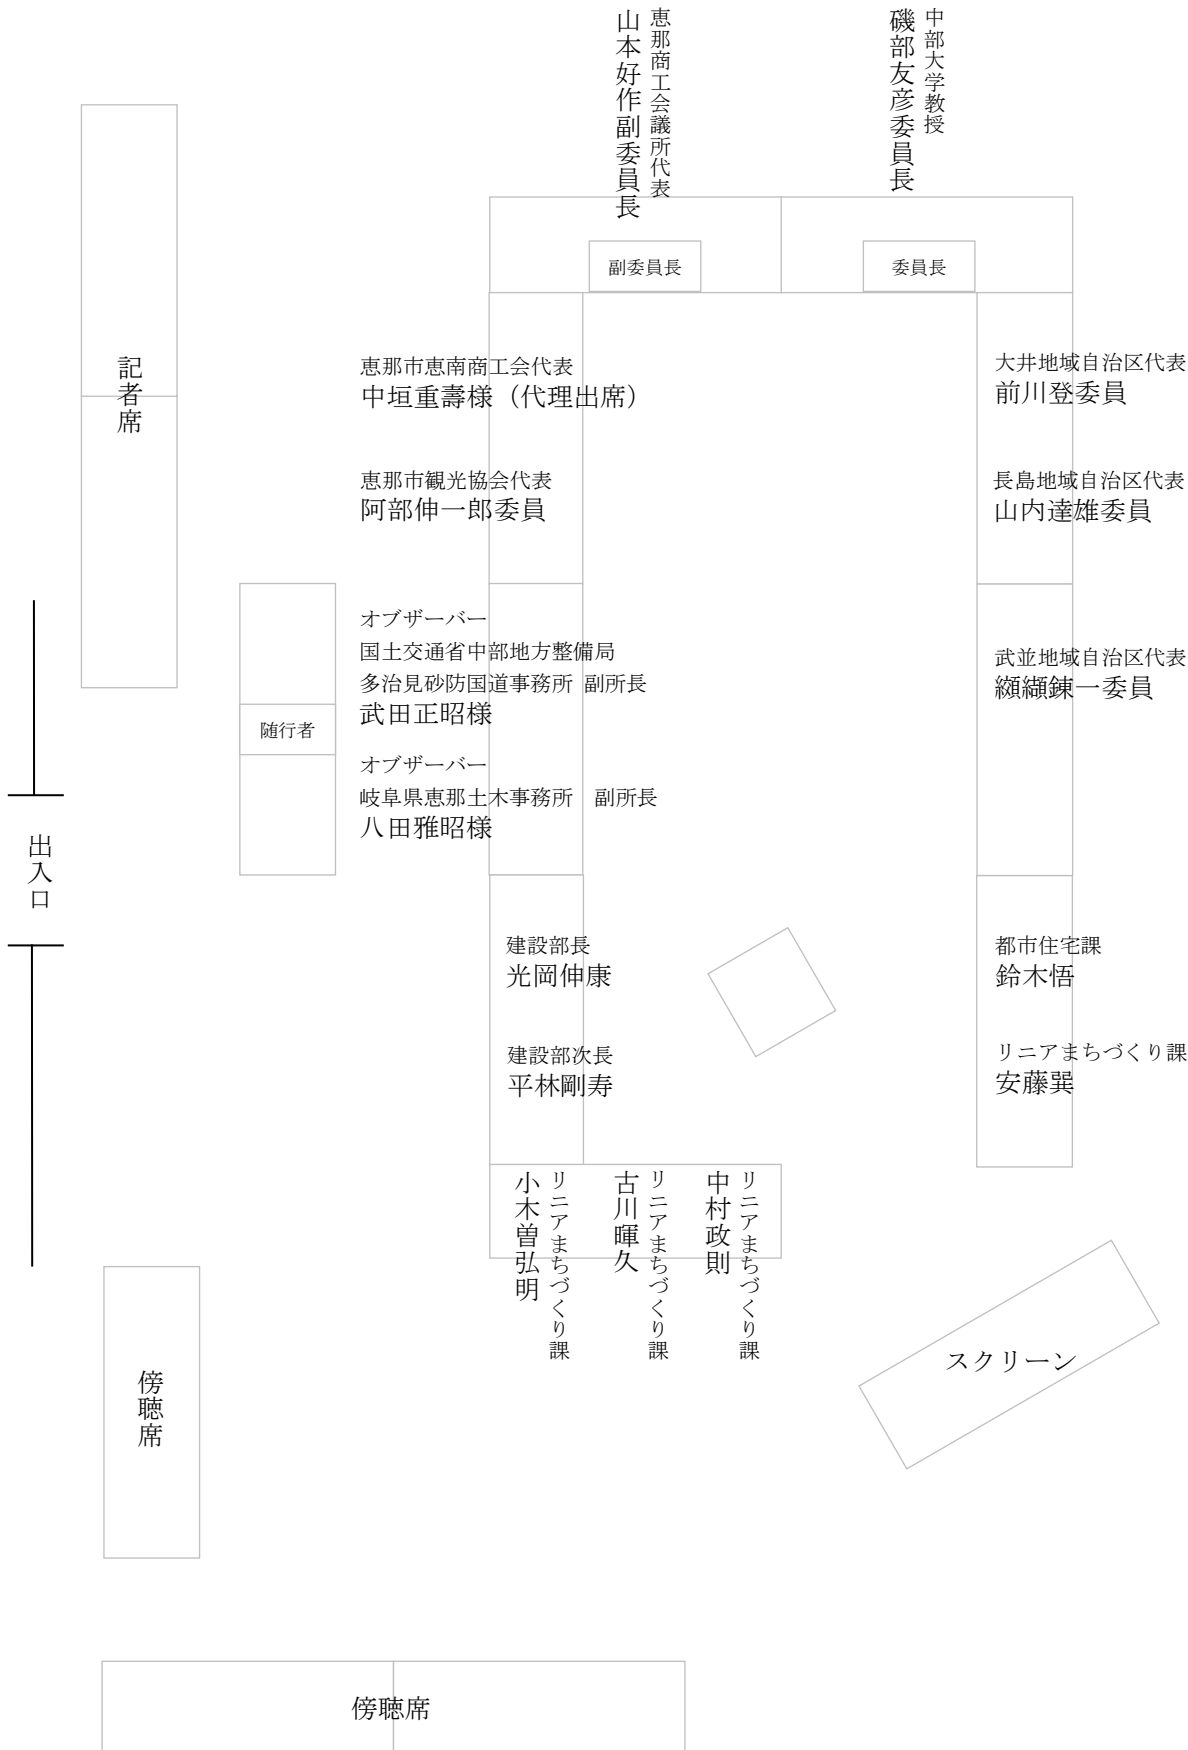 中部大学教授
磯部友彦委員長
恵那商工会議所代表
山本好作副委員長
副委員長
委員長
記者席
恵那市恵南商工会代表
中垣重壽様（代理出席）
恵那市観光協会代表
阿部伸一郎委員
オブザーバー
国土交通省中部地方整備局
多治見砂防国道事務所 副所長
武田正昭様
オブザーバー
岐阜県恵那土木事務所　副所長
八田雅昭様
随行者
大井地域自治区代表
前川登委員
長島地域自治区代表
山内達雄委員
武並地域自治区代表
纐纈錬一委員
出入口
建設部長
光岡伸康
建設部次長
平林剛寿
都市住宅課
鈴木悟
リニアまちづくり課
安藤巽
リニアまちづくり課
中村政則
リニアまちづくり課
古川暉久
リニアまちづくり課
小木曽弘明
スクリーン
傍聴席
傍聴席